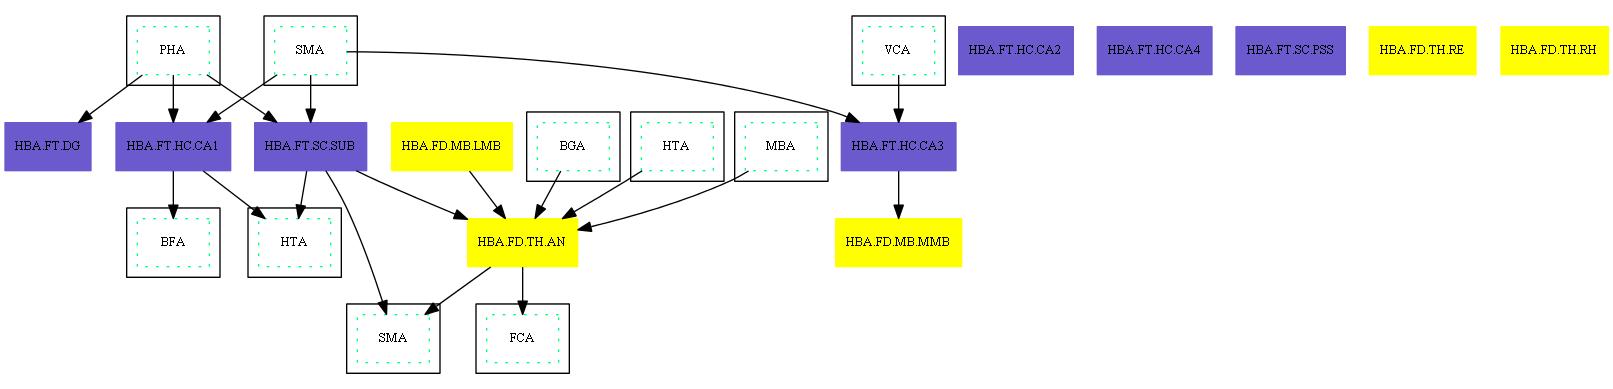 PHA
SMA
VCA
HBA.FT.HC.CA2
HBA.FT.HC.CA4
HBA.FT.SC.PSS
HBA.FD.TH.RE
HBA.FD.TH.RH
HBA.FT.DG
HBA.FT.HC.CA1
HBA.FT.SC.SUB
HBA.FD.MB.LMB
BGA
HTA
MBA
HBA.FT.HC.CA3
BFA
HTA
HBA.FD.TH.AN
HBA.FD.MB.MMB
SMA
FCA